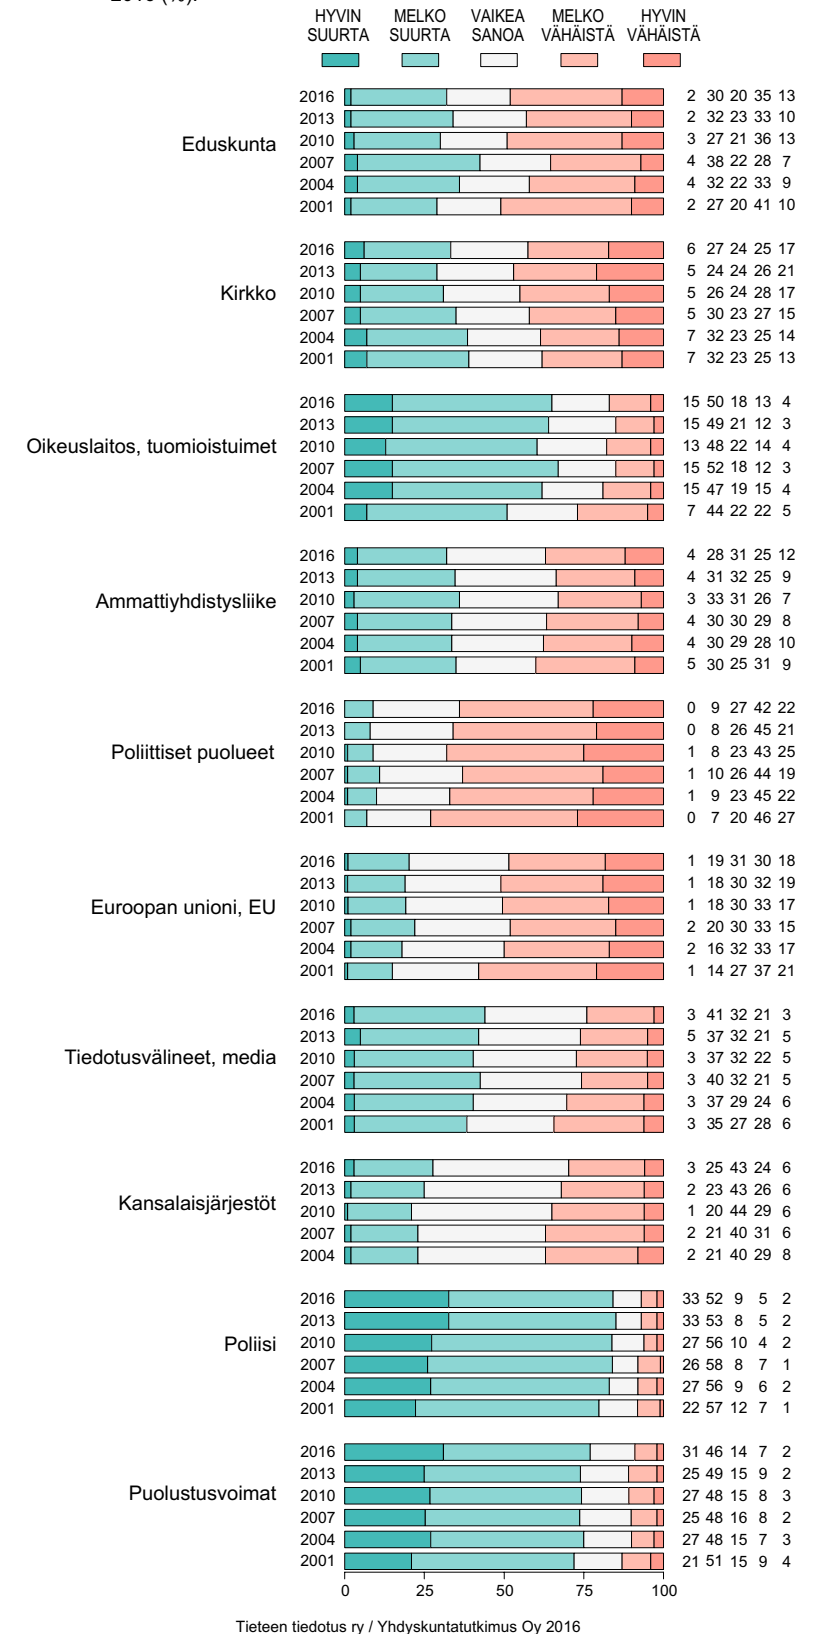 2016 (%).
HYVIN MELKO VAIKEA MELKO HYVIN
SUURTA SUURTA SANOA VÄHÄISTÄ VÄHÄISTÄ
Eduskunta
2016 2 30 20 35 13
2013 2 32 23 33 10
2010 3 27 21 36 13
2007 4 38 22 28 7
2004 4 32 22 33 9
2001 2 27 20 41 10
Kirkko
2016 6 27 24 25 17
2013 5 24 24 26 21
2010 5 26 24 28 17
2007 5 30 23 27 15
2004 7 32 23 25 14
2001 7 32 23 25 13
Oikeuslaitos, tuomioistuimet
2016 15 50 18 13 4
2013 15 49 21 12 3
2010 13 48 22 14 4
2007 15 52 18 12 3
2004 15 47 19 15 4
2001 7 44 22 22 5
Ammattiyhdistysliike
2016 4 28 31 25 12
2013 4 31 32 25 9
2010 3 33 31 26 7
2007 4 30 30 29 8
2004 4 30 29 28 10
2001 5 30 25 31 9
Poliittiset puolueet
2016 0 9 27 42 22
2013 0 8 26 45 21
2010 1 8 23 43 25
2007 1 10 26 44 19
2004 1 9 23 45 22
2001 0 7 20 46 27
Euroopan unioni, EU
2016 1 19 31 30 18
2013 1 18 30 32 19
2010 1 18 30 33 17
2007 2 20 30 33 15
2004 2 16 32 33 17
2001 1 14 27 37 21
Tiedotusvälineet, media
2016 3 41 32 21 3
2013 5 37 32 21 5
2010 3 37 32 22 5
2007 3 40 32 21 5
2004 3 37 29 24 6
2001 3 35 27 28 6
Kansalaisjärjestöt
2016 3 25 43 24 6
2013 2 23 43 26 6
2010 1 20 44 29 6
2007 2 21 40 31 6
2004 2 21 40 29 8
Poliisi
2016 33 52 9 5 2
2013 33 53 8 5 2
2010 27 56 10 4 2
2007 26 58 8 7 1
2004 27 56 9 6 2
2001 22 57 12 7 1
Puolustusvoimat
2016 31 46 14 7 2
2013 25 49 15 9 2
2010 27 48 15 8 3
2007 25 48 16 8 2
2004 27 48 15 7 3
2001 21 51 15 9 4
0 25 50 75 100
Tieteen tiedotus ry / Yhdyskuntatutkimus Oy 2016